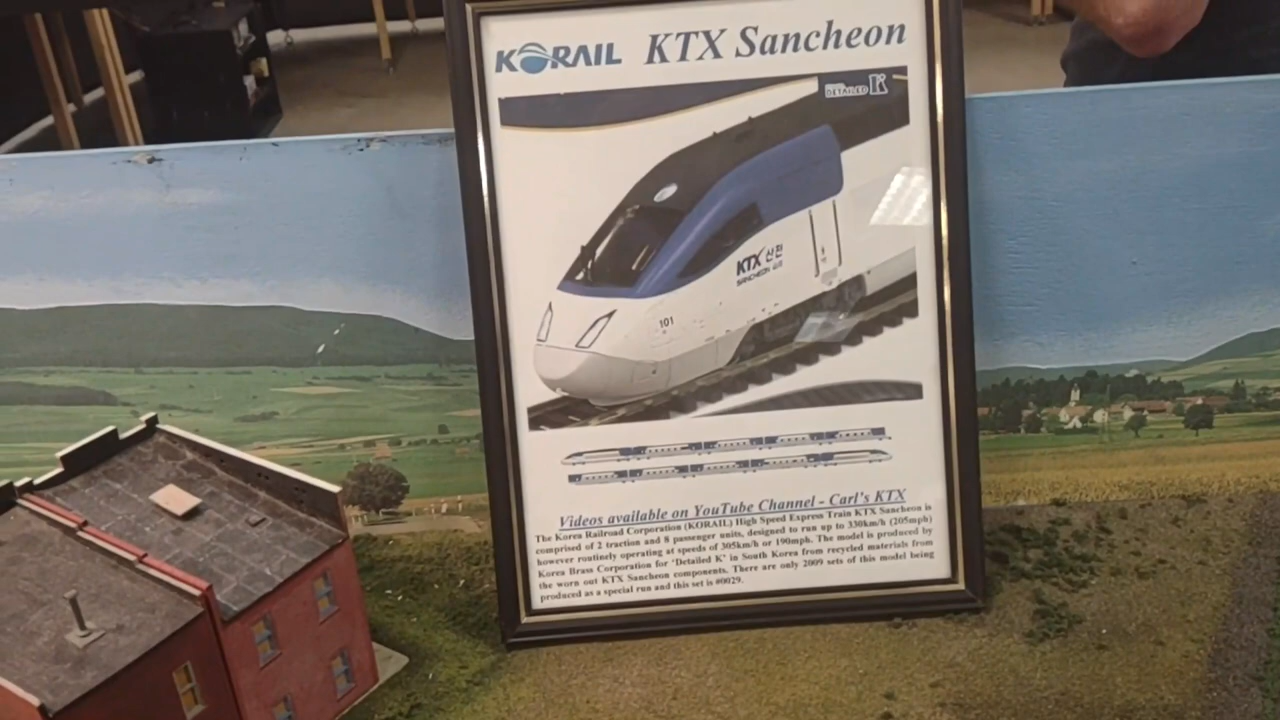 KORAIL KTX Sancheon
DETAILED K
KTX 산천
SANCHEON
101
Videos available on YouTube Channel - Carl's KTX
The Korea Railroad Corporation (KORAIL) High Speed Express Train KTX Sancheon is
comprised of 2 traction and 8 passenger units, designed to run up to 330km/h (205mph)
however routinely operating at speeds of 305km/h or 190mph. The model is produced by
Korea Brass Corporation for 'Detailed K' in South Korea from recycled materials from
the worn out KTX Sancheon components. There are only 2009 sets of this model being
produced as a special run and this set is #0029.